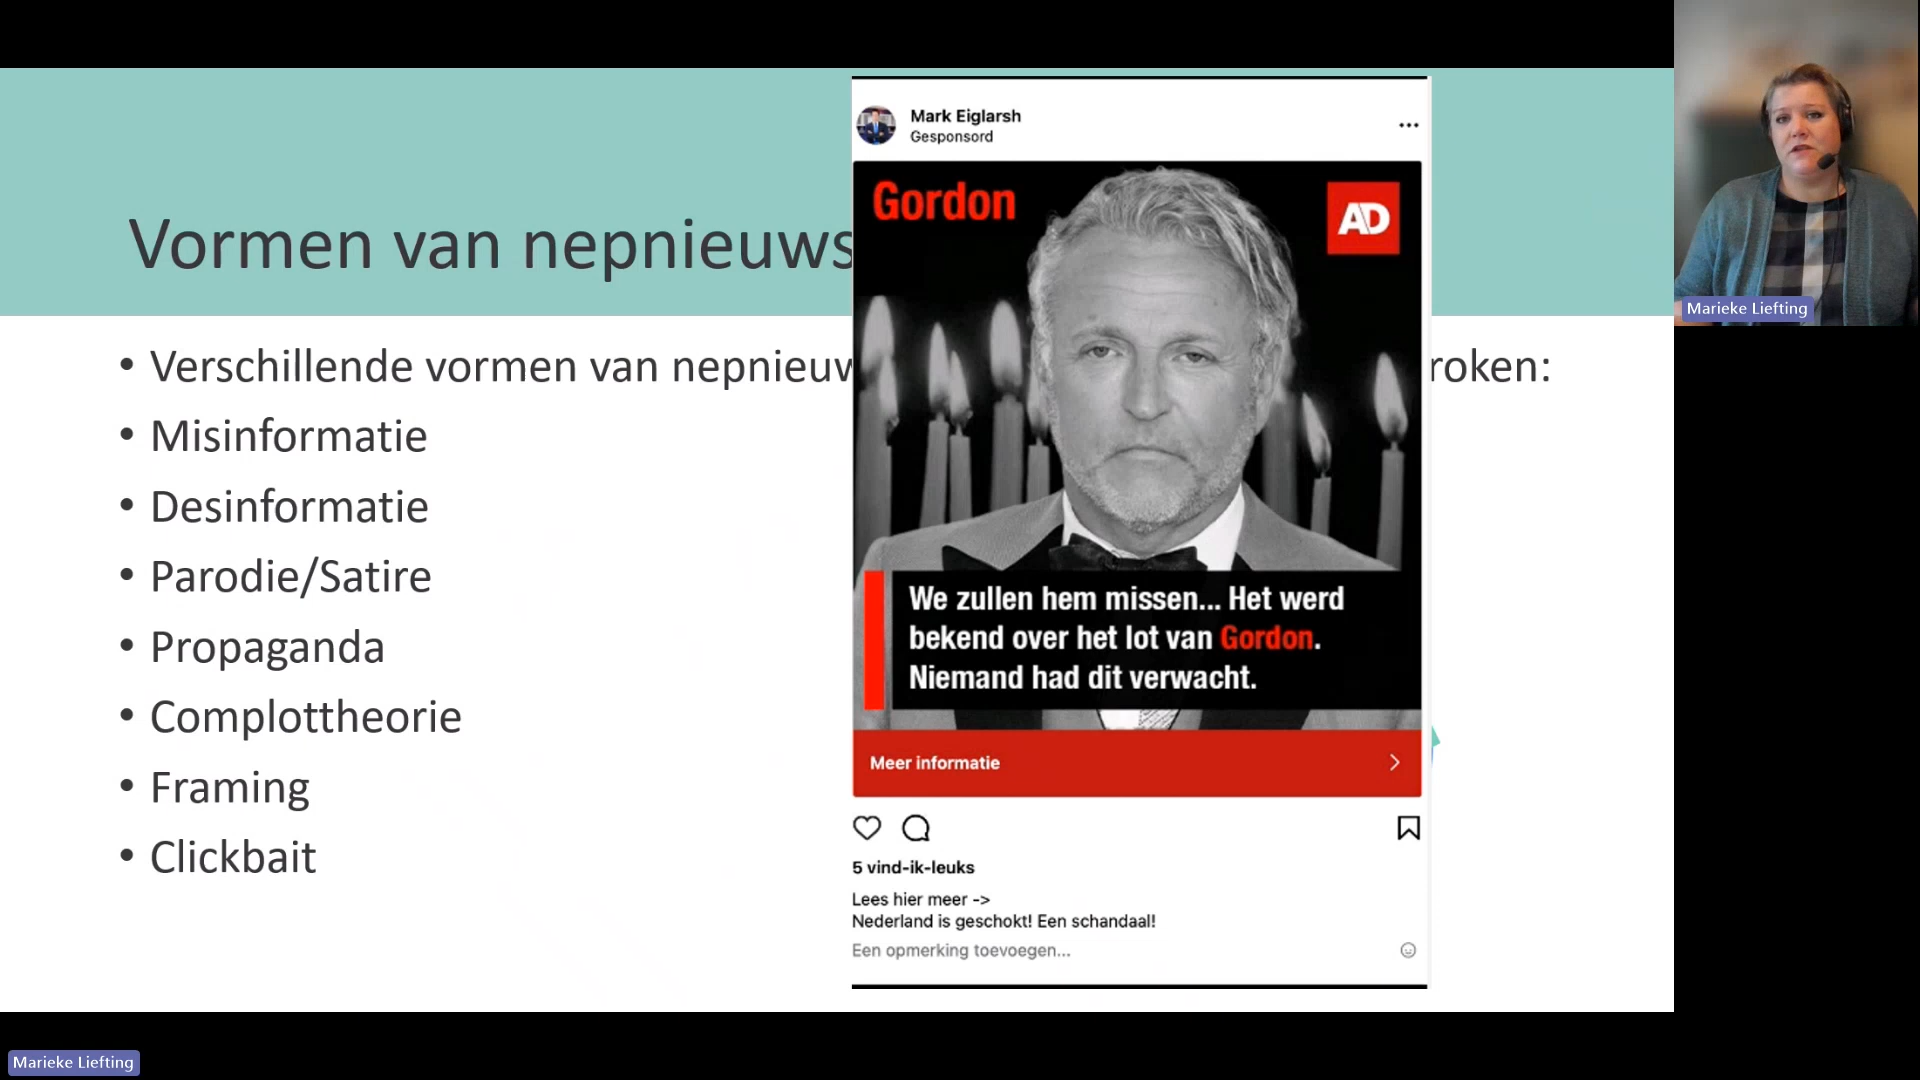 Vormen van nepnieuws
• Verschillende vormen van nepnieuw
roken:
• Misinformatie
• Desinformatie
• Parodie/Satire
• Propaganda
• Complottheorie
• Framing
• Clickbait
Mark Eiglarsh
Gesponsord
Gordon
AD
We zullen hem missen... Het werd
bekend over het lot van Gordon.
Niemand had dit verwacht.
Meer informatie
5 vind-ik-leuks
Lees hier meer ->
Nederland is geschokt! Een schandaal!
Een opmerking toevoegen...
Marieke Liefting
Marieke Liefting